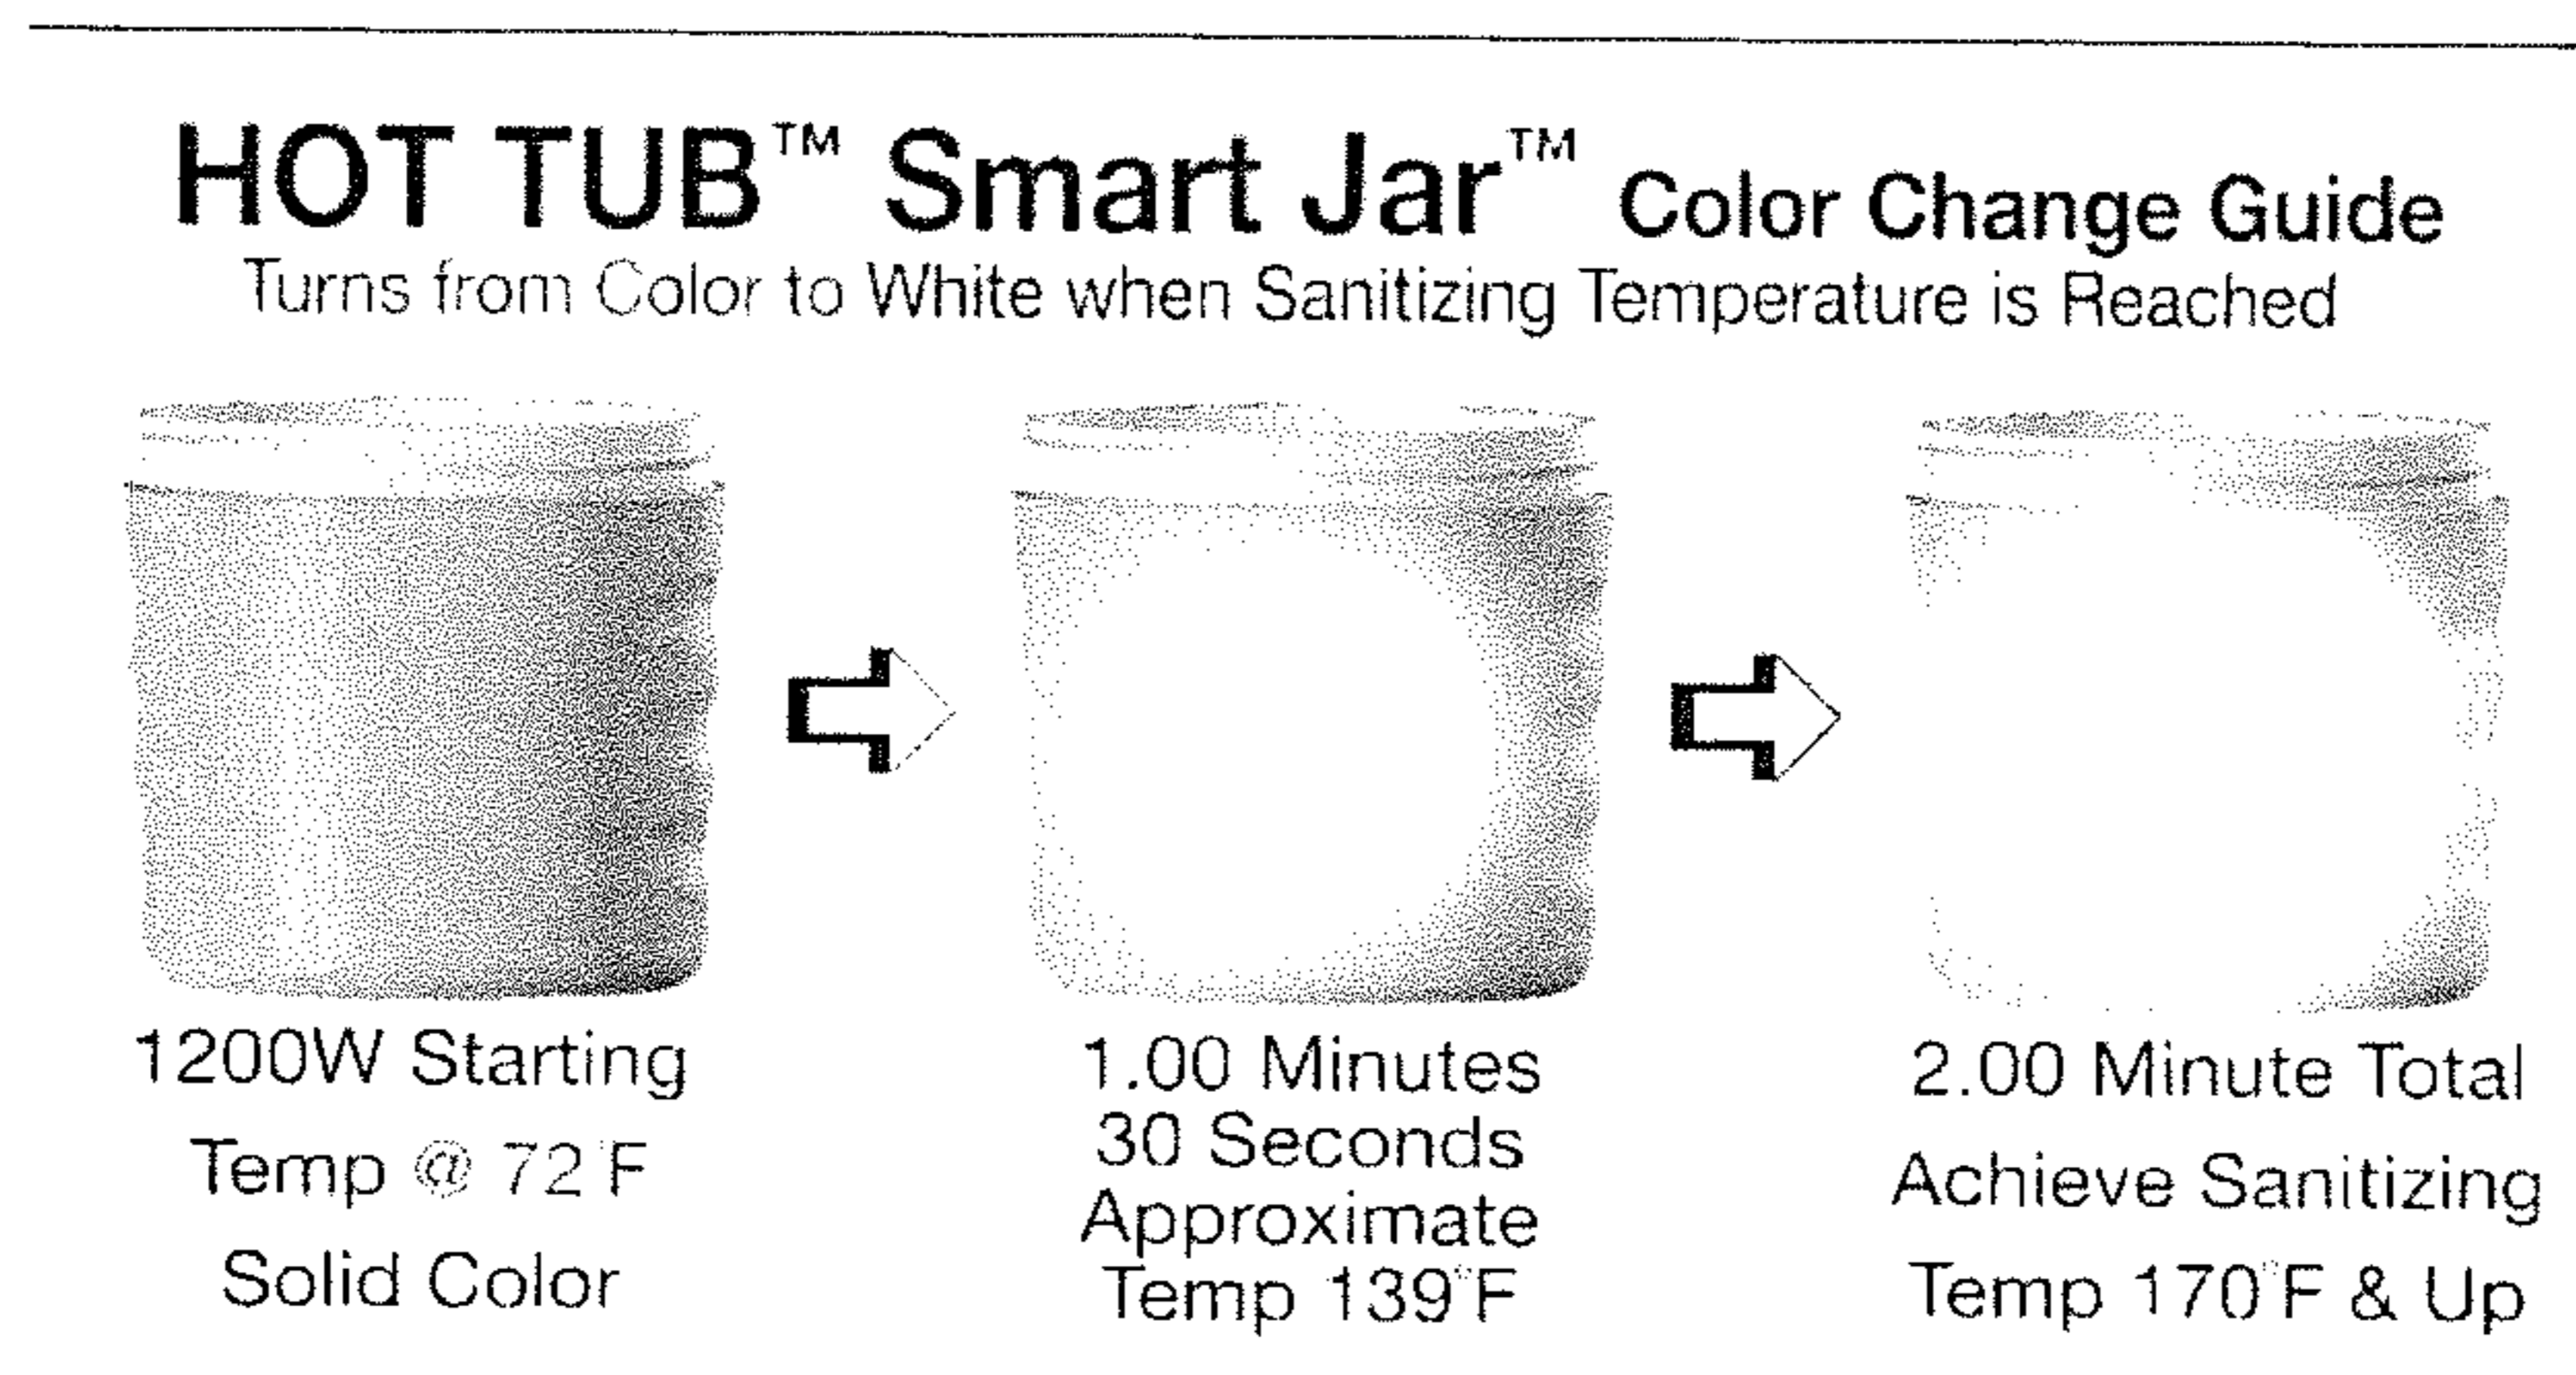 HOT TUB™ Smart Jar™ Color Change Guide
Turns from Color to White when Sanitizing Temperature is Reached
1200W Starting
Temp @ 72°F
Solid Color
1.00 Minutes
30 Seconds
Approximate
Temp 139°F
2.00 Minute Total
Achieve Sanitizing
Temp 170°F & Up